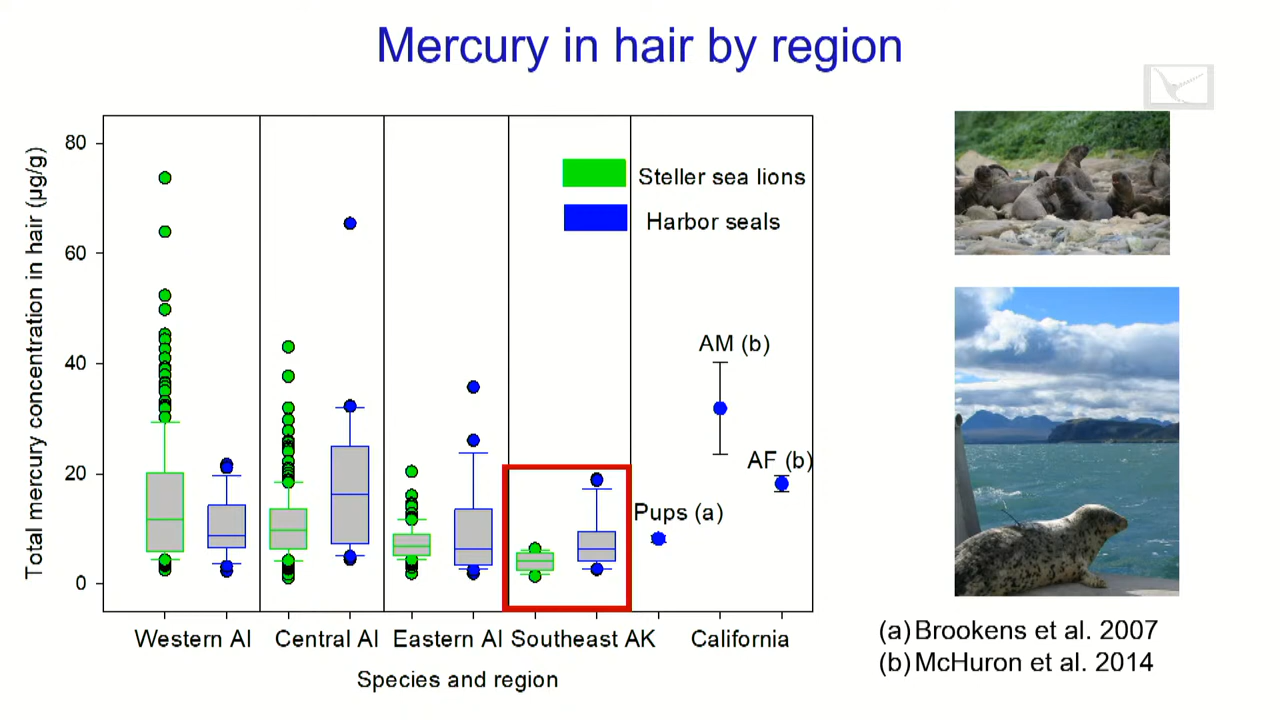 Mercury in hair by region
Total mercury concentration in hair (µg/g)
80
60
40
20
0
Steller sea lions
Harbor seals
AM (b)
AF (b)
Pups (a)
Western AI
Central AI
Eastern AI
Southeast AK
California
Species and region
(a) Brookens et al. 2007
(b) McHuron et al. 2014